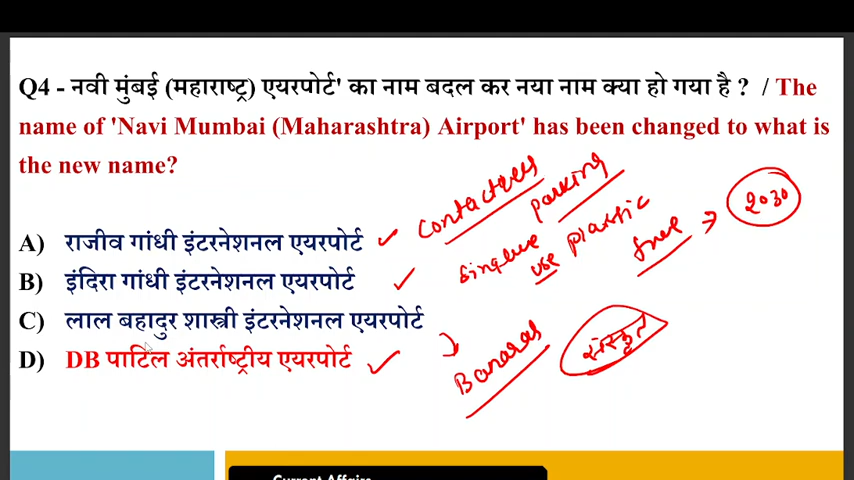 Q4 - नवी मुंबई (महाराष्ट्र) एयरपोर्ट' का नाम बदल कर नया नाम क्या हो गया है ? / The
name of 'Navi Mumbai (Maharashtra) Airport' has been changed to what is
the new name?
A) राजीव गांधी इंटरनेशनल एयरपोर्ट
B) इंदिरा गांधी इंटरनेशनल एयरपोर्ट
C) लाल बहादुर शास्त्री इंटरनेशनल एयरपोर्ट
D) DB पाटिल अंतर्राष्ट्रीय एयरपोर्ट
parking
use plastic
free → 2030
Banaras संस्कृत
Current Affairs